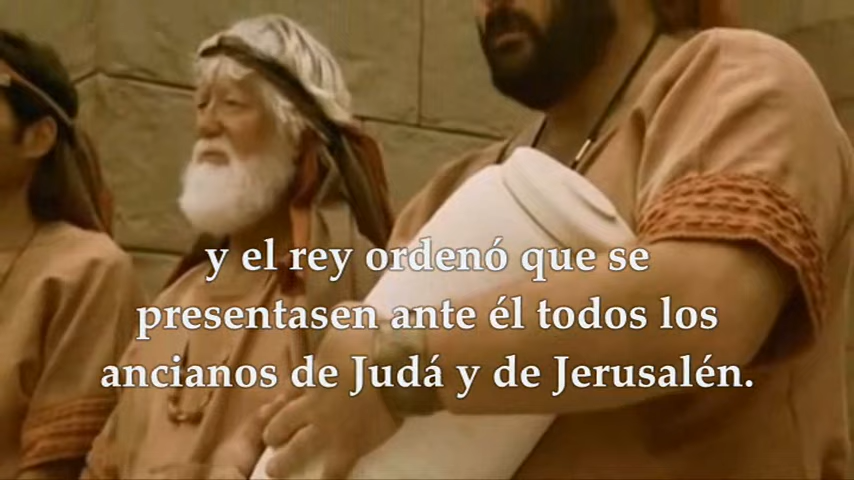 y el rey ordenó que se
presentasen ante él todos los
ancianos de Judá y de Jerusalén.